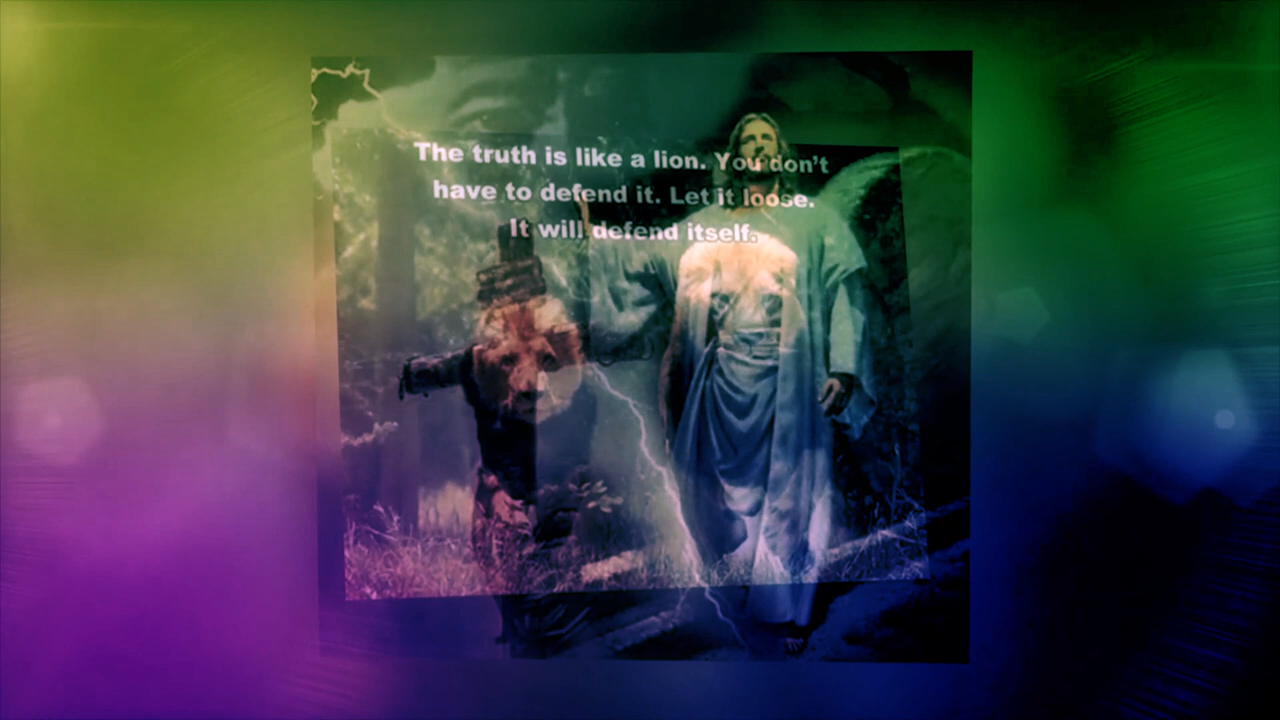 The truth is like a lion. You don’t
have to defend it. Let it loose.
It will defend itself.